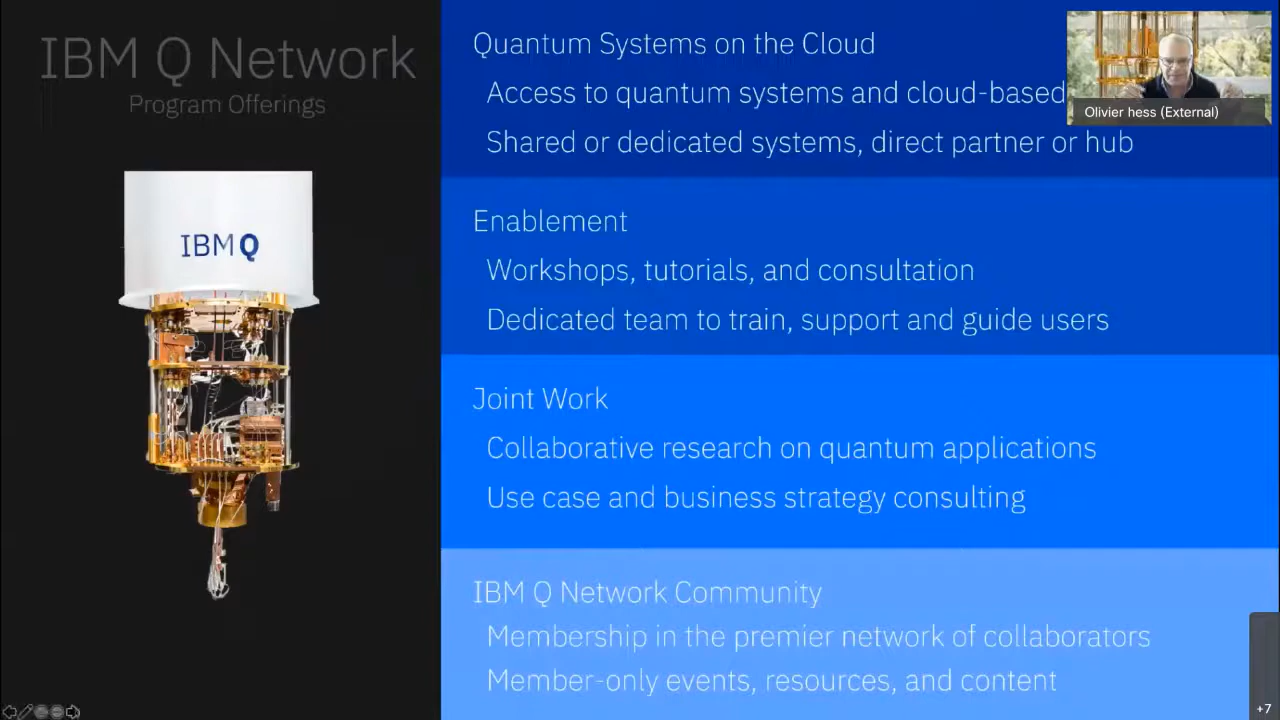 IBM Q Network
Program Offerings
IBM Q
Quantum Systems on the Cloud
Access to quantum systems and cloud-based
Shared or dedicated systems, direct partner or hub
Olivier hess (External)
Enablement
Workshops, tutorials, and consultation
Dedicated team to train, support and guide users
Joint Work
Collaborative research on quantum applications
Use case and business strategy consulting
IBM Q Network Community
Membership in the premier network of collaborators
Member-only events, resources, and content
+7